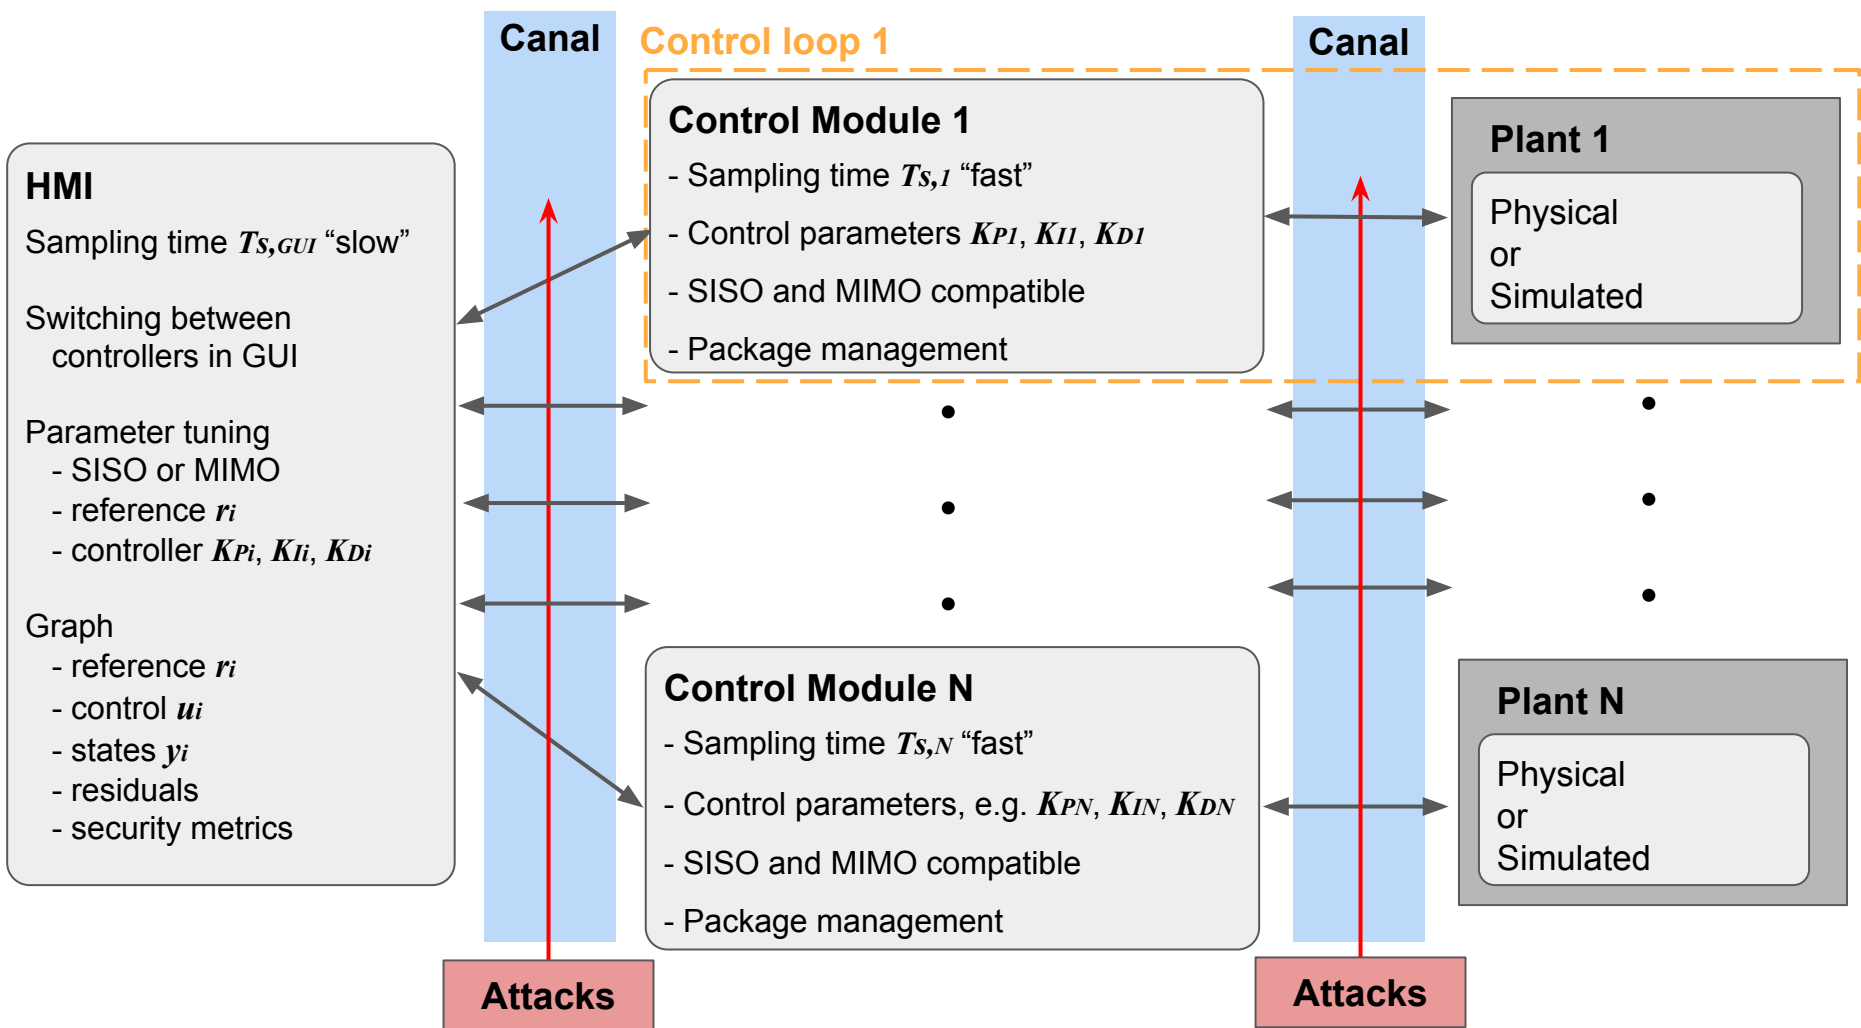 Canal
Control loop 1
Canal
HMI
Sampling time Ts,GUI “slow”
Switching between
controllers in GUI
Parameter tuning
- SISO or MIMO
- reference ri
- controller KPi, KIi, KDi
Graph
- reference ri
- control ui
- states yi
- residuals
- security metrics
Control Module 1
- Sampling time Ts,1 “fast”
- Control parameters KP1, KI1, KD1
- SISO and MIMO compatible
- Package management
Plant 1
Physical
or
Simulated
Control Module N
- Sampling time Ts,N “fast”
- Control parameters, e.g. KPN, KIN, KDN
- SISO and MIMO compatible
- Package management
Plant N
Physical
or
Simulated
Attacks
Attacks